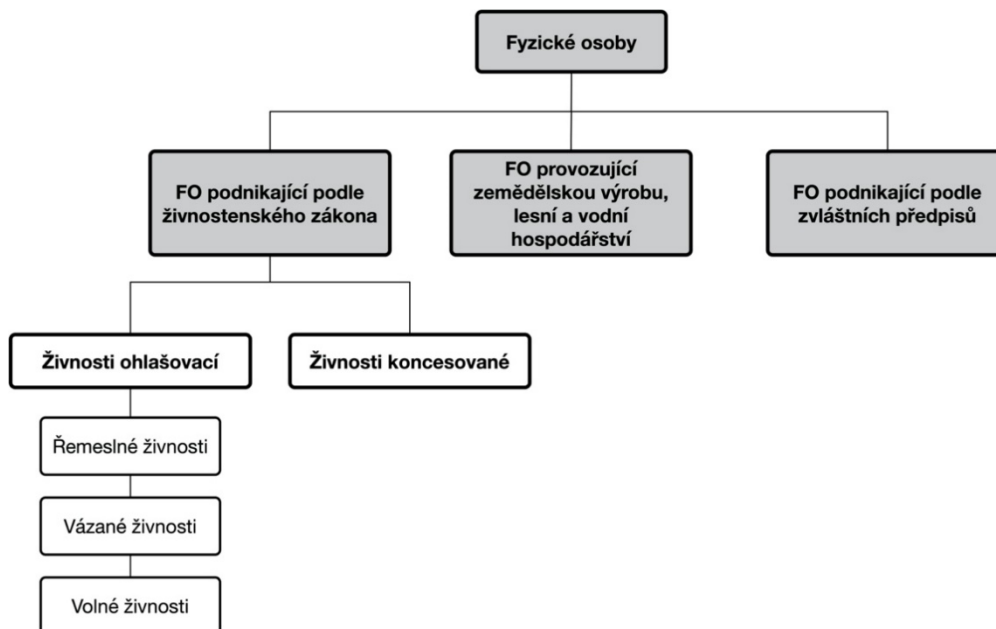 Fyzické osoby
FO podnikající podle
živnostenského zákona
FO provozující
zemědělskou výrobu,
lesní a vodní
hospodářství
FO podnikající podle
zvláštních předpisů
Živnosti ohlašovací
Živnosti koncesované
Řemeslné živnosti
Vázané živnosti
Volné živnosti